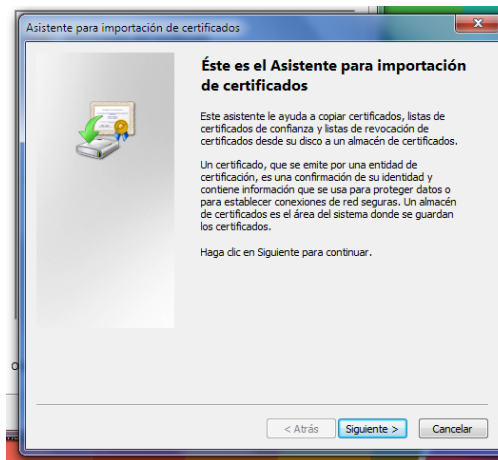 Asistente para importación de certificados
Éste es el Asistente para importación
de certificados
Este asistente le ayuda a copiar certificados, listas de
certificados de confianza y listas de revocación de
certificados desde su disco a un almacén de certificados.
Un certificado, que se emite por una entidad de
certificación, es una confirmación de su identidad y
contiene información que se usa para proteger datos o
para establecer conexiones de red seguras. Un almacén
de certificados es el área del sistema donde se guardan
los certificados.
Haga clic en Siguiente para continuar.
< Atrás
Siguiente >
Cancelar